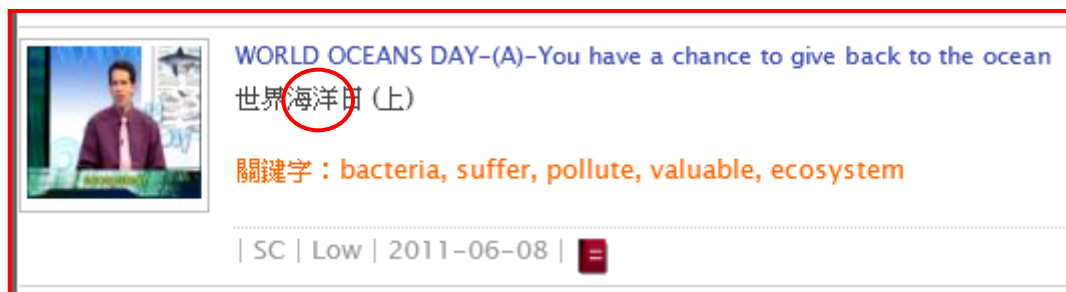 WORLD OCEANS DAY-(A)-You have a chance to give back to the ocean
世界海洋日 (上)
關鍵字：bacteria, suffer, pollute, valuable, ecosystem
| SC | Low | 2011-06-08 |